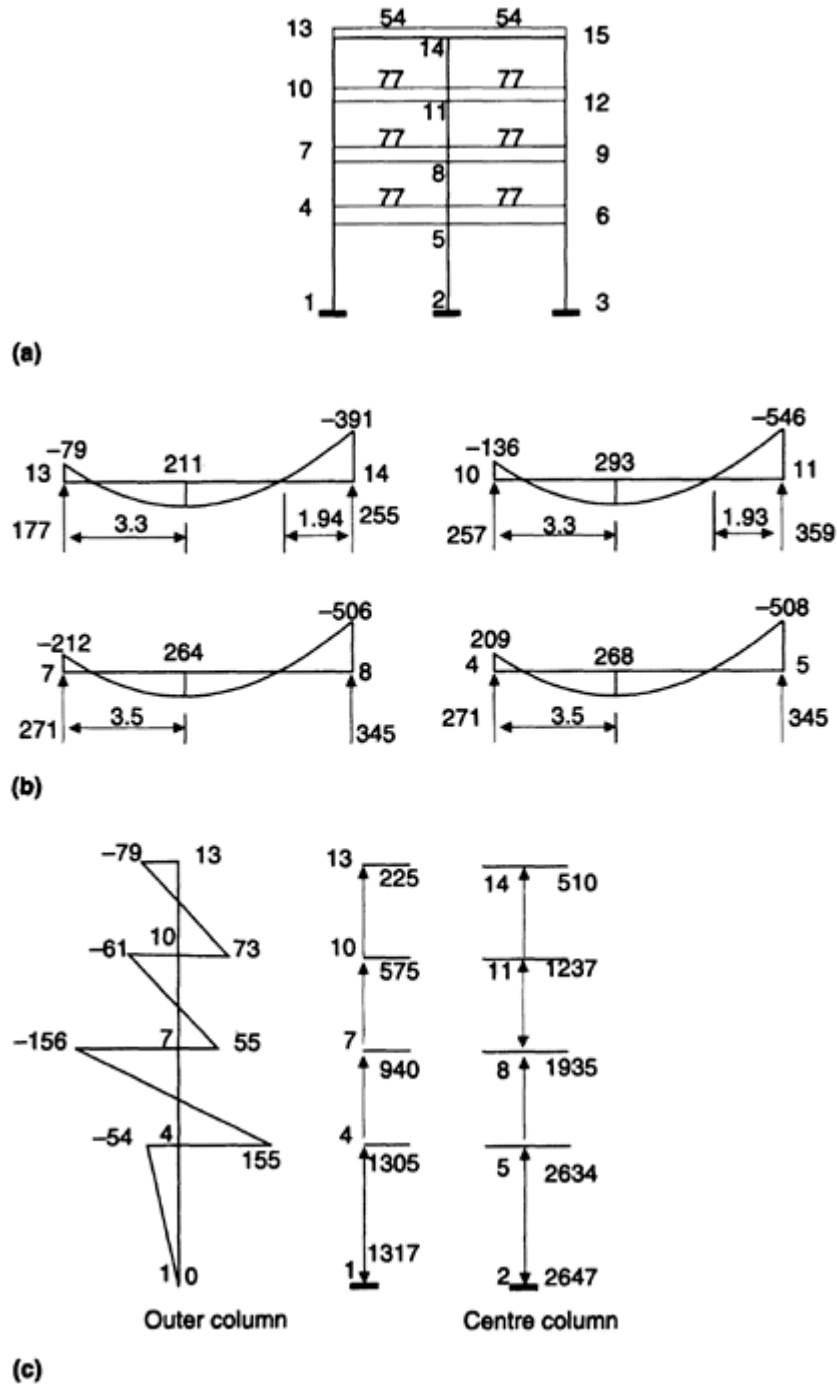 13 54 54 15
14
10 77 77 12
11
7 77 77 9
8
4 77 77 6
5
1 2 3
(a)
−79 211 −391
13 14
177 3.3 1.94 255
−136 293 −546
10 11
257 3.3 1.93 359
−212 264 −506
7 8
271 3.5 345
209 268 −508
4 5
271 3.5 345
(b)
−79 13
−61 10 73
−156 7 55
−54 4 155
1 0
Outer column
13 225
10 575
7 940
4 1305
1 1317
14 510
11 1237
8 1935
5 2634
2 2647
Centre column
(c)